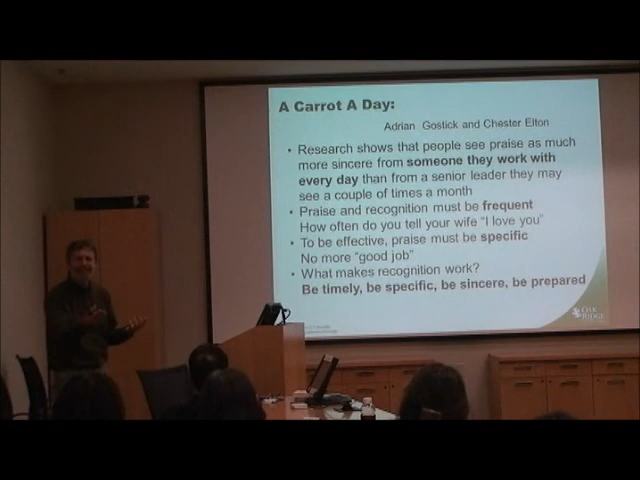 A Carrot A Day:
Adrian Gostick and Chester Elton
• Research shows that people see praise as much
more sincere from someone they work with
every day than from a senior leader they may
see a couple of times a month
• Praise and recognition must be frequent
How often do you tell your wife “I love you”
• To be effective, praise must be specific
No more “good job”
• What makes recognition work?
Be timely, be specific, be sincere, be prepared
OAK
RIDGE